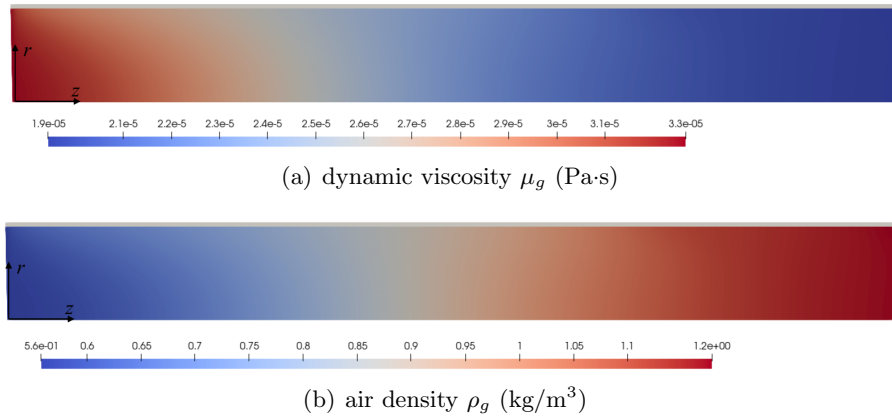 r
z
1.9e-05 2.1e-5 2.2e-5 2.3e-5 2.4e-5 2.5e-5 2.7e-5 2.8e-5 2.9e-5 3e-5 3.1e-5 3.3e-05
(a) dynamic viscosity μg (Pa·s)
r
z
5.6e-01 0.6 0.65 0.7 0.75 0.8 0.85 0.9 0.95 1 1.05 1.1 1.2e+00
(b) air density ρg (kg/m³)